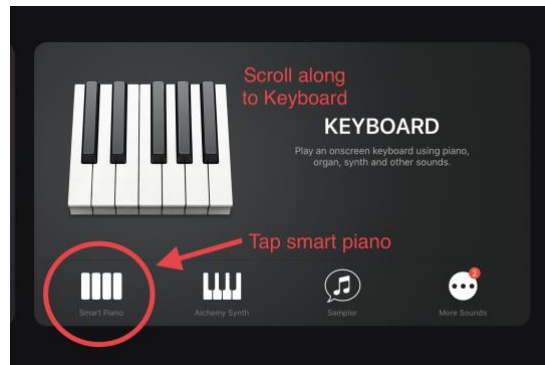 Scroll along
to Keyboard
KEYBOARD
Play an onscreen keyboard using piano,
organ, synth and other sounds.
Tap smart piano
2
Smart Piano
Alchemy Synth
Sampler
More Sounds